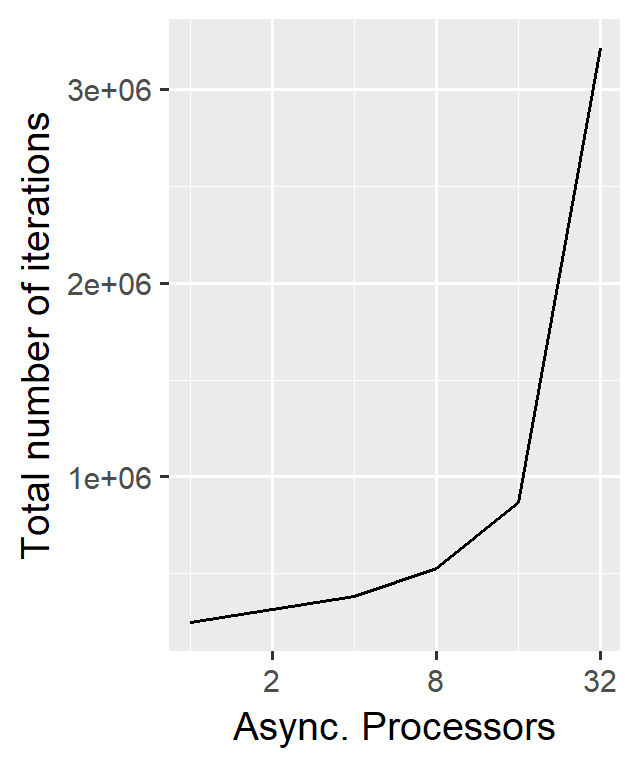 Total number of iterations
3e+06
2e+06
1e+06
2 8 32
Async. Processors